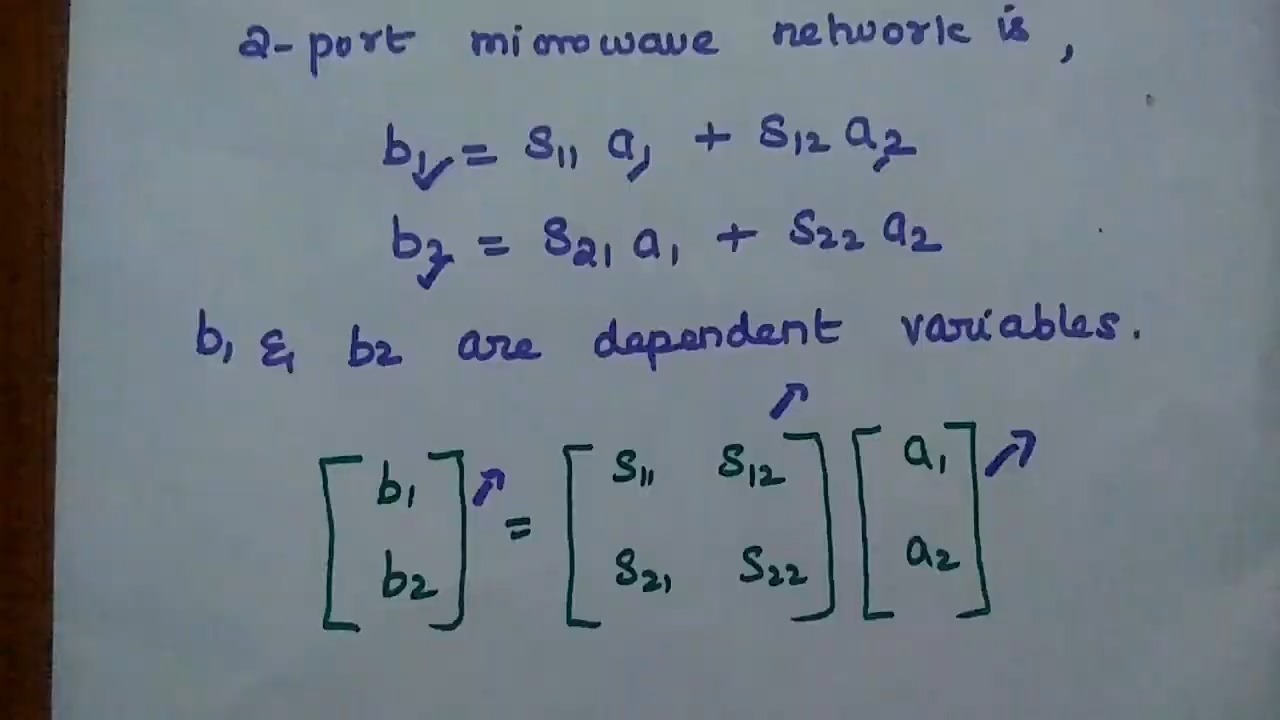 2-port microwave network is,
b1 = S11 a1 + S12 a2
b2 = S21 a1 + S22 a2
b1 & b2 are dependent variables.
[b1 b2] = [S11 S12 S21 S22] [a1 a2]